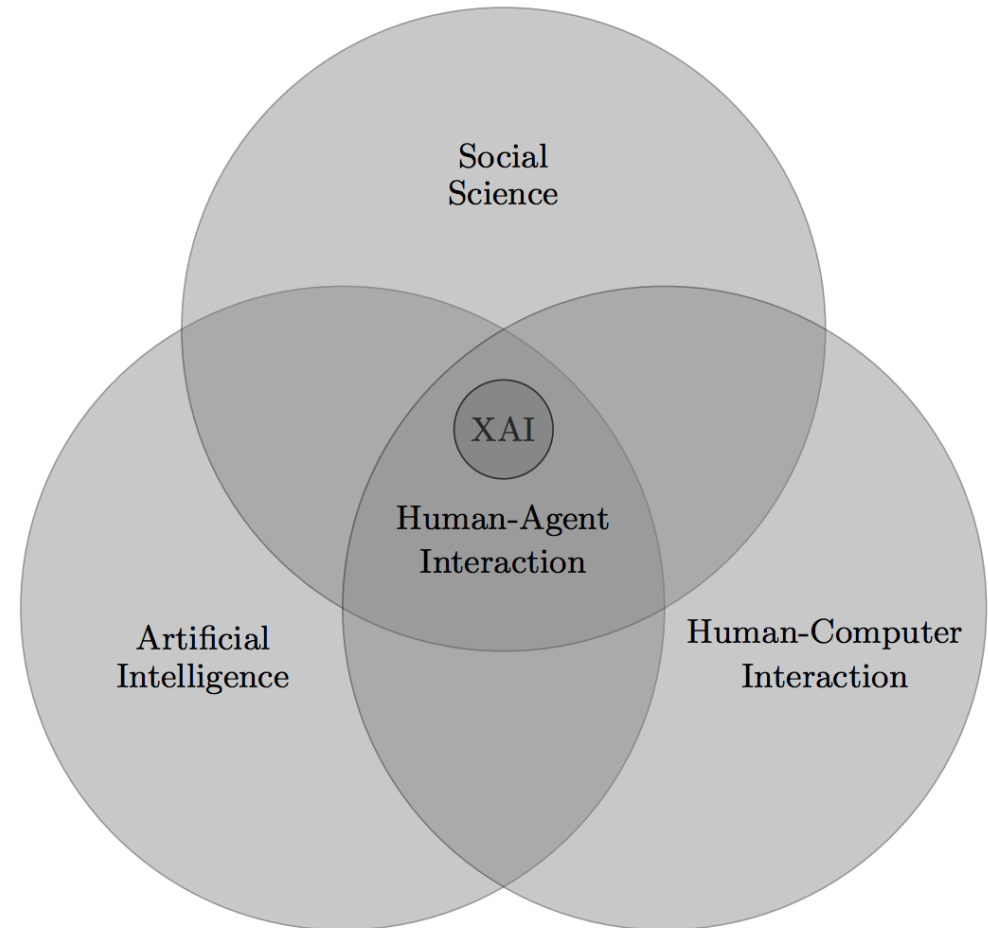 Social
Science
XAI
Human-Agent
Interaction
Artificial
Intelligence
Human-Computer
Interaction